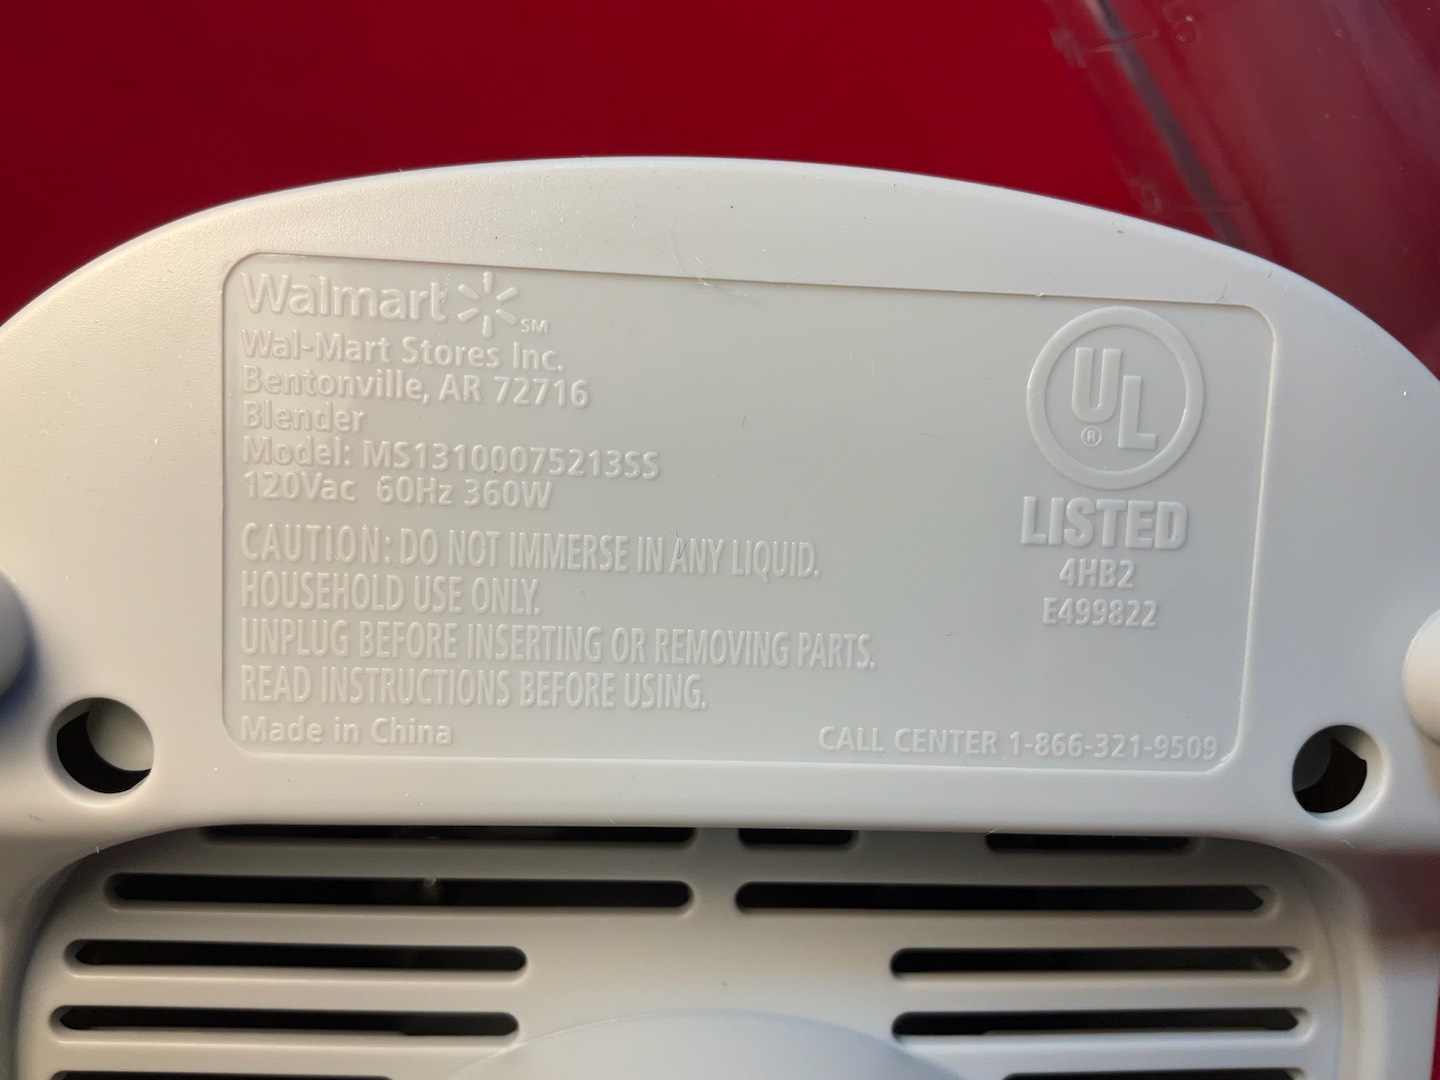 Walmart SM
Wal-Mart Stores Inc.
Bentonville, AR 72716
Blender
Model: MS13100075213SS
120Vac 60Hz 360W
CAUTION: DO NOT IMMERSE IN ANY LIQUID.
HOUSEHOLD USE ONLY.
UNPLUG BEFORE INSERTING OR REMOVING PARTS.
READ INSTRUCTIONS BEFORE USING.
Made in China
UL ®
LISTED
4HB2
E499822
CALL CENTER 1-866-321-9509